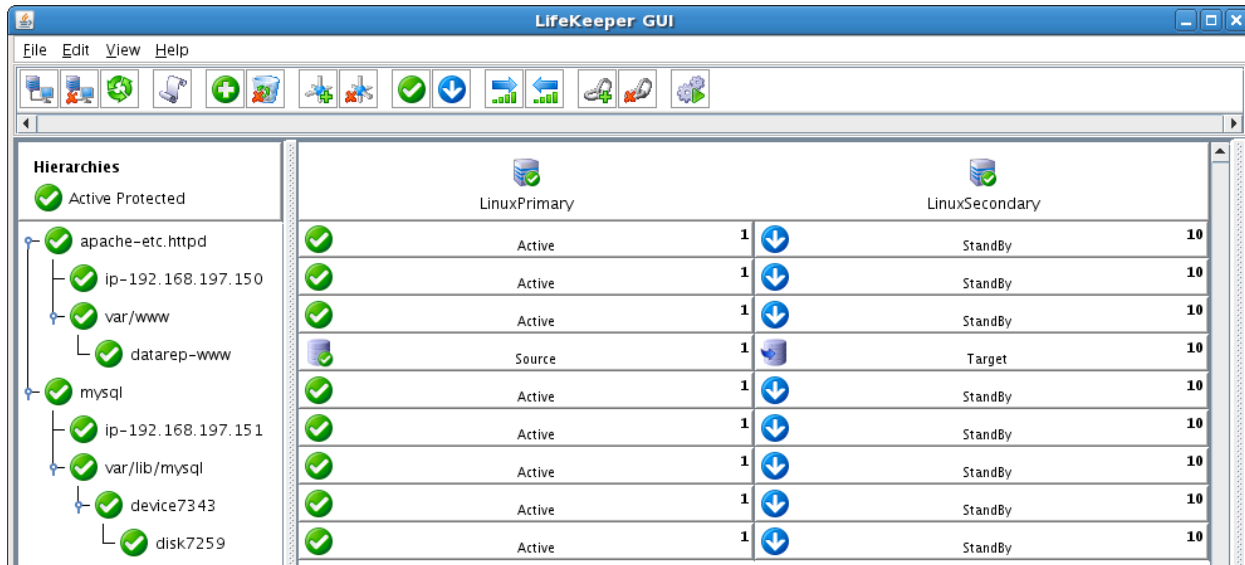 LifeKeeper GUI
File Edit View Help
Hierarchies
Active Protected
LinuxPrimary LinuxSecondary
apache-etc.httpd Active 1 StandBy 10
ip-192.168.197.150 Active 1 StandBy 10
var/www Active 1 StandBy 10
datarep-www Source 1 Target 10
mysql Active 1 StandBy 10
ip-192.168.197.151 Active 1 StandBy 10
var/lib/mysql Active 1 StandBy 10
device7343 Active 1 StandBy 10
disk7259 Active 1 StandBy 10